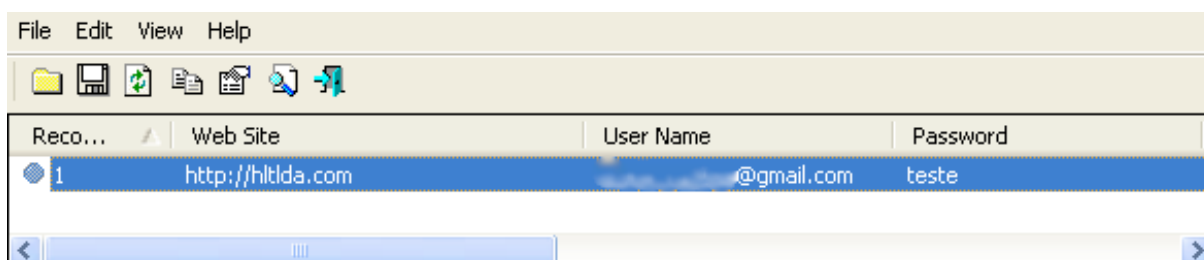 File Edit View Help
Reco... Web Site User Name Password
1 http://hltlda.com @gmail.com teste